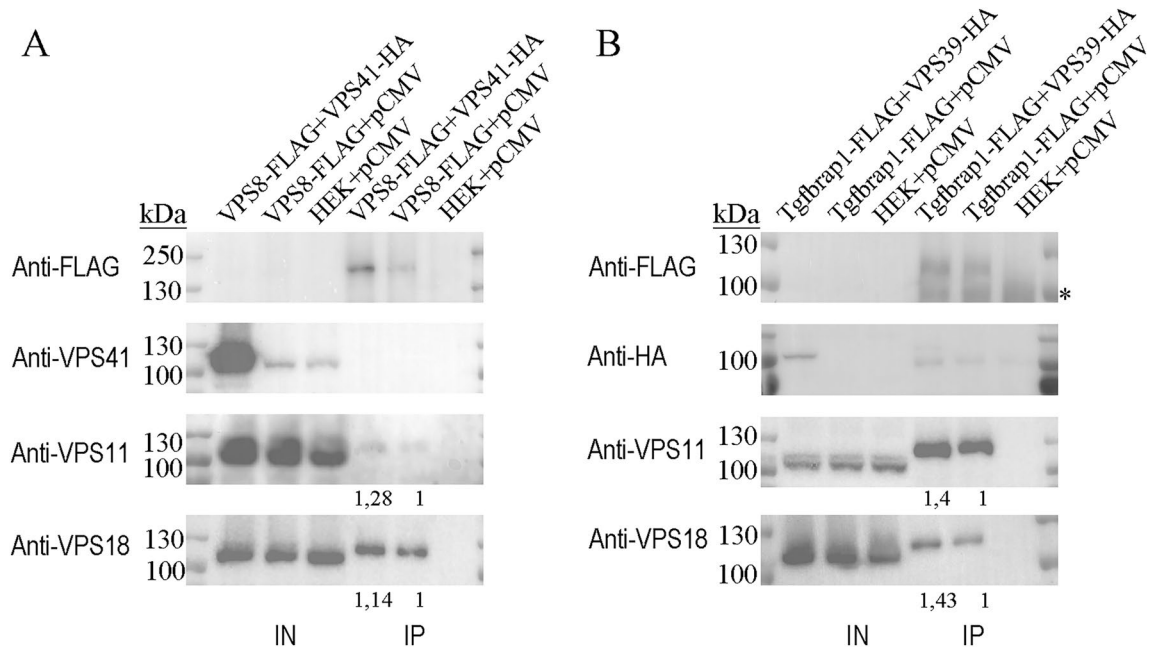 A
kDa
VPS8-FLAG+VPS41-HA
VPS8-FLAG+pCMV
HEK+pCMV
VPS8-FLAG+VPS41-HA
VPS8-FLAG+pCMV
HEK+pCMV
Anti-FLAG
250
130
Anti-VPS41
130
100
Anti-VPS11
130
100
1,28 1
Anti-VPS18
130
100
1,14 1
IN IP
B
kDa
Tgfbrap1-FLAG+VPS39-HA
Tgfbrap1-FLAG+pCMV
HEK+pCMV
Tgfbrap1-FLAG+VPS39-HA
Tgfbrap1-FLAG+pCMV
HEK+pCMV
Anti-FLAG
130
100
*
Anti-HA
100
Anti-VPS11
130
100
1,4 1
Anti-VPS18
130
100
1,43 1
IN IP